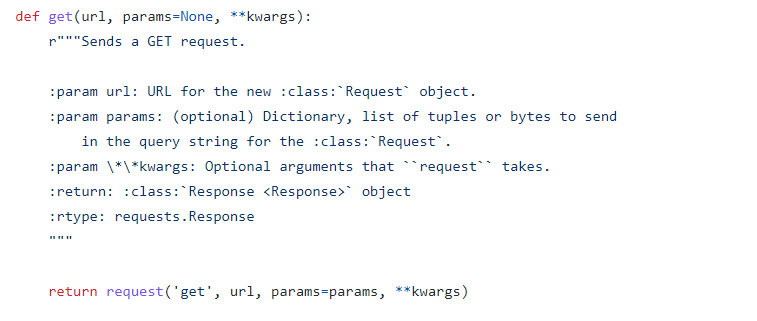 def get(url, params=None, **kwargs):
    r"""Sends a GET request.

    :param url: URL for the new :class:`Request` object.
    :param params: (optional) Dictionary, list of tuples or bytes to send
        in the query string for the :class:`Request`.
    :param \*\*kwargs: Optional arguments that ``request`` takes.
    :return: :class:`Response <Response>` object
    :rtype: requests.Response
    """

    return request('get', url, params=params, **kwargs)